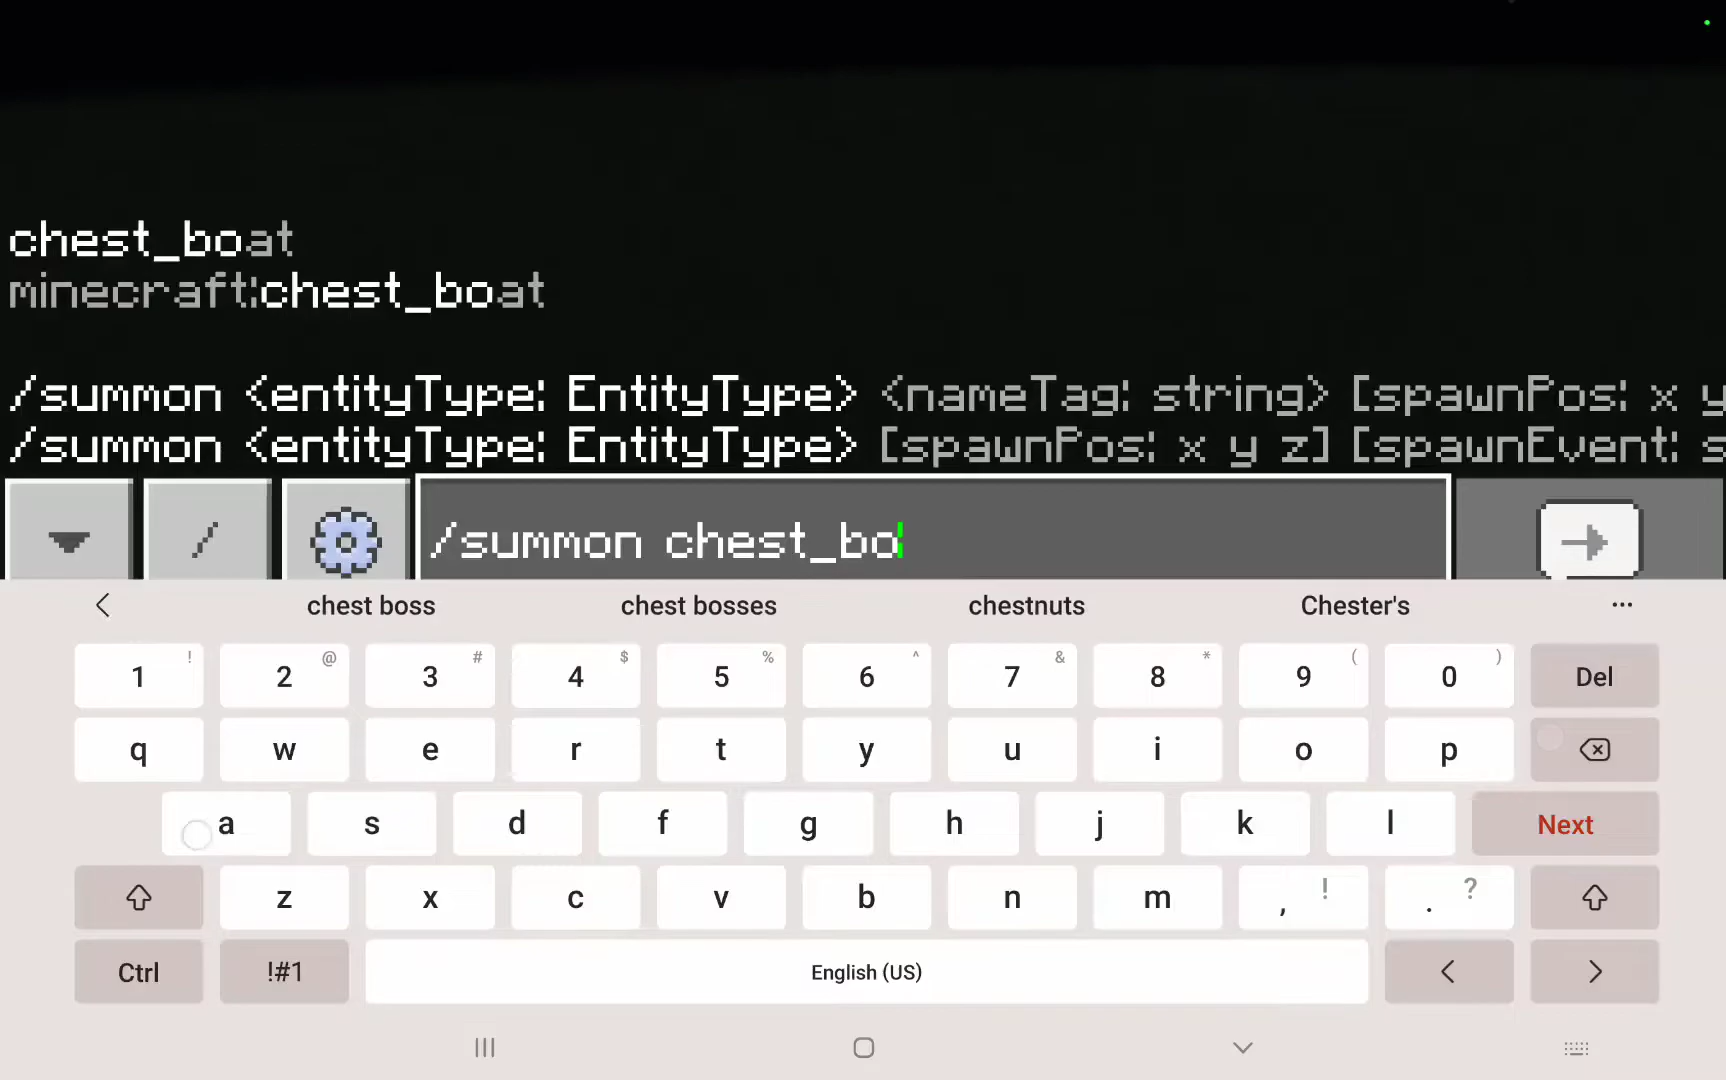 chest_boat
minecraft:chest_boat
/summon <entityType: EntityType> <nameTag: string> [spawnPos: x y
/summon <entityType: EntityType> [spawnPos: x y z] [spawnEvent: s
/ /summon chest_bo
chest boss chest bosses chestnuts Chester's ...
1 ! 2 @ 3 # 4 $ 5 % 6 ^ 7 & 8 * 9 ( 0 ) Del
q w e r t y u i o p
a s d f g h j k l Next
z x c v b n m , ! . ?
Ctrl !#1 English (US) < >